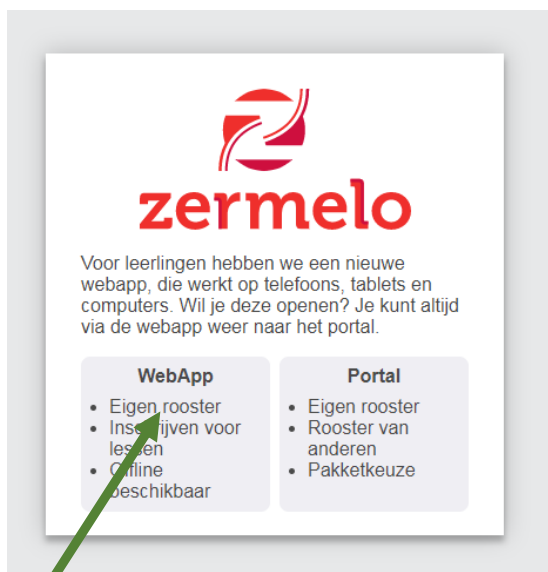 zermelo
Voor leerlingen hebben we een nieuwe
webapp, die werkt op telefoons, tablets en
computers. Wil je deze openen? Je kunt altijd
via de webapp weer naar het portal.
WebApp
• Eigen rooster
• Inschrijven voor
lessen
• Offline
beschikbaar
Portal
• Eigen rooster
• Rooster van
anderen
• Pakketkeuze